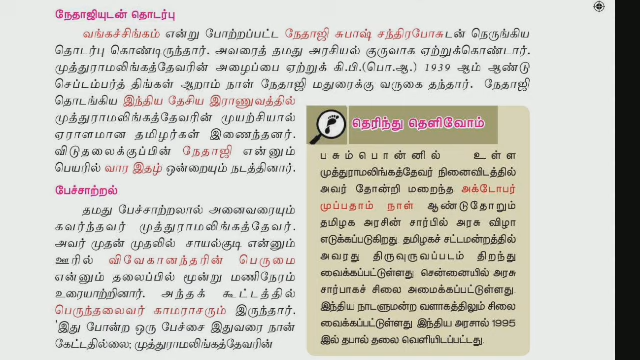 நேதாஜியுடன் தொடர்பு
வங்கச்சிங்கம் என்று போற்றப்பட்ட நேதாஜி சுபாஷ் சந்திரபோசுடன் நெருங்கிய
தொடர்பு கொண்டிருந்தார். அவரைத் தமது அரசியல் குருவாக ஏற்றுக்கொண்டார்.
முத்துராமலிங்கத்தேவரின் அழைப்பை ஏற்றுக் கி.பி.(பொ.ஆ.) 1939 ஆம் ஆண்டு
செப்டம்பர்த் திங்கள் ஆறாம் நாள் நேதாஜி மதுரைக்கு வருகை தந்தார். நேதாஜி
தொடங்கிய இந்திய தேசிய இராணுவத்தில்
முத்துராமலிங்கத்தேவரின் முயற்சியால்
ஏராளமான தமிழர்கள் இணைந்தனர்.
விடுதலைக்குப்பின் நேதாஜி என்னும்
பெயரில் வார இதழ் ஒன்றையும் நடத்தினார்.
பேச்சாற்றல்
தமது பேச்சாற்றலால் அனைவரையும்
கவர்ந்தவர் முத்துராமலிங்கத்தேவர்.
அவர் முதன் முதலில் சாயல்குடி என்னும்
ஊரில் விவேகானந்தரின் பெருமை
என்னும் தலைப்பில் மூன்று மணிநேரம்
உரையாற்றினார். அந்தக் கூட்டத்தில்
பெருந்தலைவர் காமராசரும் இருந்தார்.
'இது போன்ற ஒரு பேச்சை இதுவரை நான்
கேட்டதில்லை; முத்துராமலிங்கத்தேவரின்
தெரிந்து தெளிவோம்
பசும்பொன்னில் உள்ள
முத்துராமலிங்கத்தேவர் நினைவிடத்தில்
அவர் தோன்றி மறைந்த அக்டோபர்
முப்பதாம் நாள் ஆண்டுதோறும்
தமிழக அரசின் சார்பில் அரசு விழா
எடுக்கப்படுகிறது. தமிழகச் சட்டமன்றத்தில்
அவரது திருவுருவப்படம் திறந்து
வைக்கப்பட்டுள்ளது. சென்னையில் அரசு
சார்பாகச் சிலை அமைக்கப்பட்டுள்ளது.
இந்திய நாடாளுமன்ற வளாகத்திலும் சிலை
வைக்கப்பட்டுள்ளது. இந்திய அரசால் 1995
இல் தபால் தலை வெளியிடப்பட்டது.